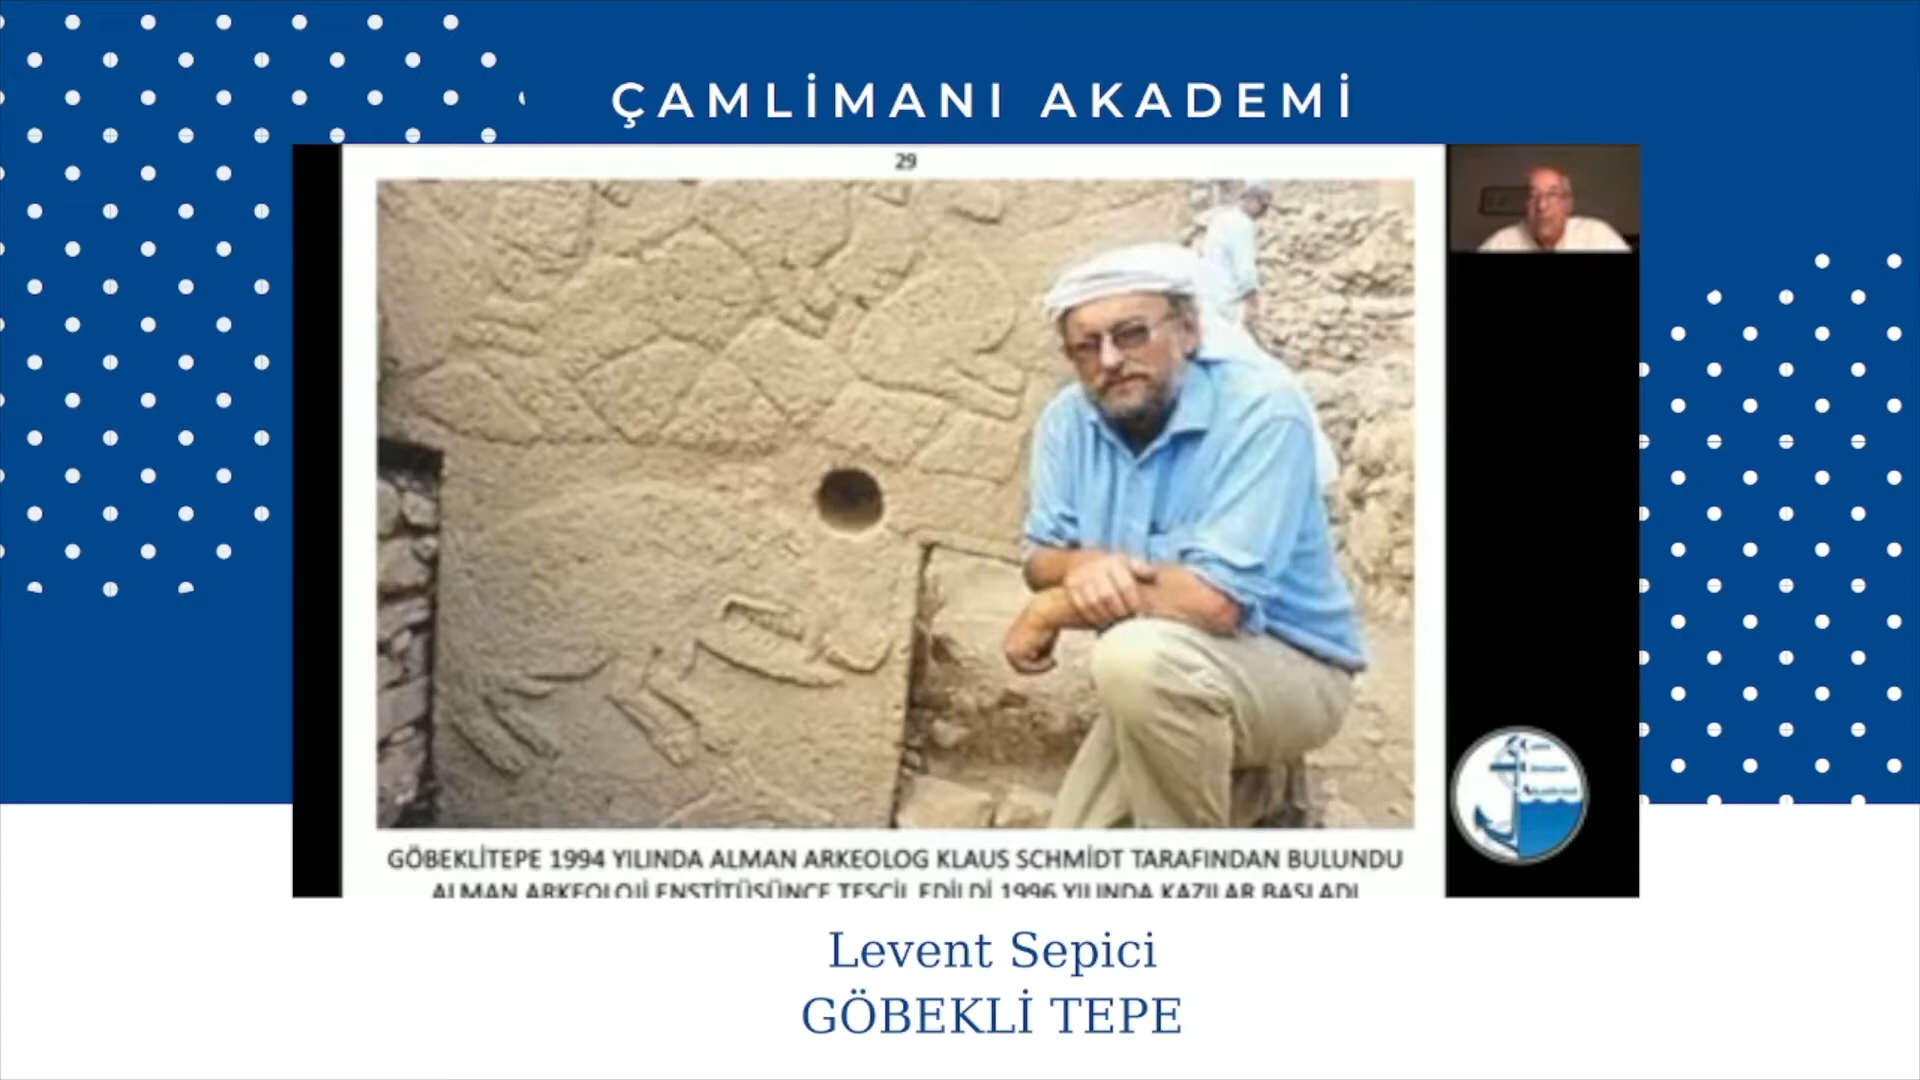 ÇAMLİMANI AKADEMİ
29
GÖBEKLİTEPE 1994 YILINDA ALMAN ARKEOLOG KLAUS SCHMİDT TARAFINDAN BULUNDU
ALMAN ARKEOLOJİ ENSTİTÜSÜNCE TESCİL EDİLDİ 1996 YILINDA KAZILAR BAŞLADI
Levent Sepici
GÖBEKLİ TEPE